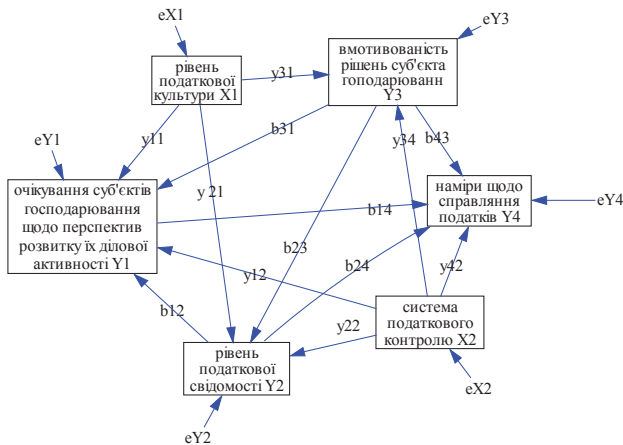 eX1
eY3
рівень
податкової
культури X1
y31
вмотивованість
рішень суб'єкта
гоподарюванн
Y3
eY1
y11
b31
y34
b43
очікування суб'єктів
господарювання
щодо перспектив
розвитку їх ділової
активності Y1
y 21
b14
наміри щодо
справляння
податків Y4
eY4
b23
b24
y12
y42
b12
y22
система
податкового
контролю X2
рівень
податкової
свідомості Y2
eX2
eY2